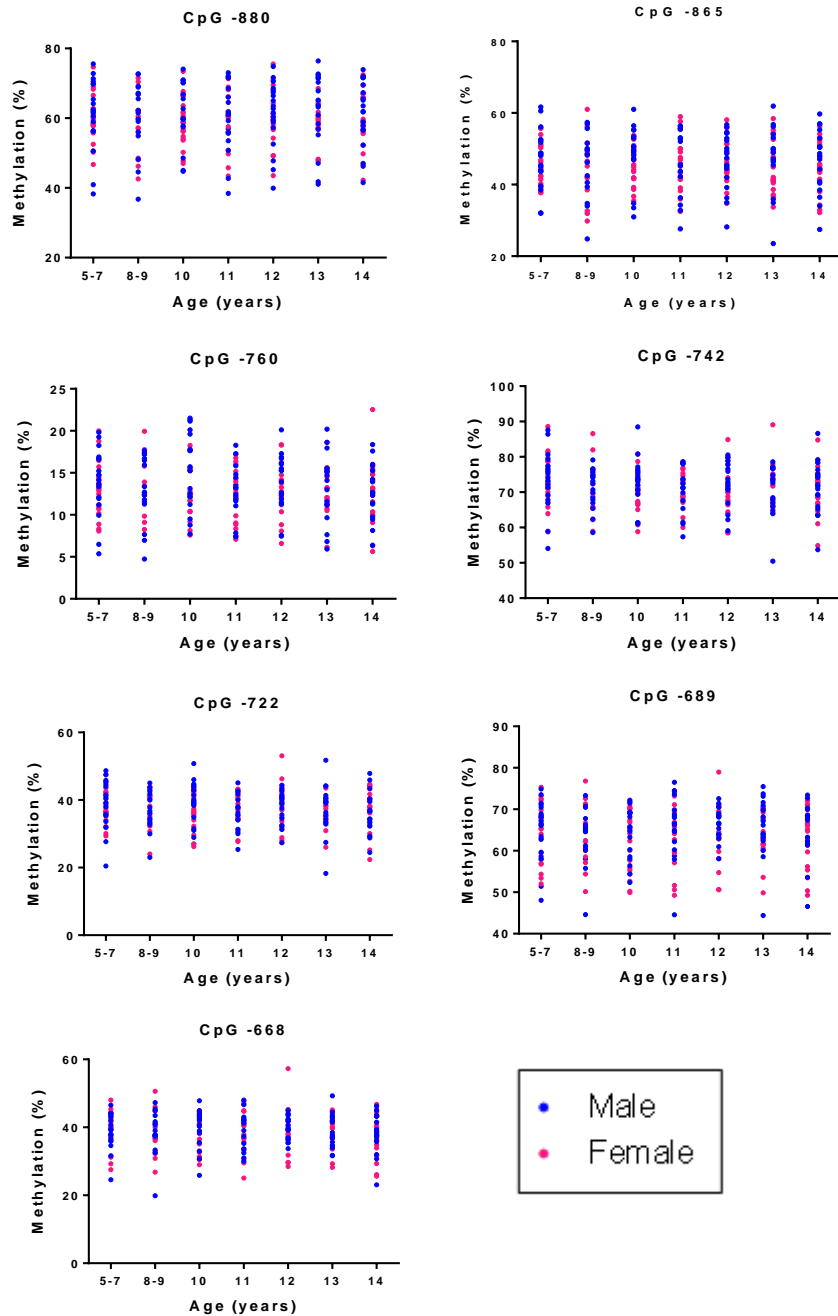 CpG -880
Methylation (%)
80
60
40
20
5-7 8-9 10 11 12 13 14
Age (years)
CpG -865
Methylation (%)
80
60
40
20
5-7 8-9 10 11 12 13 14
Age (years)
CpG -760
Methylation (%)
25
20
15
10
5
0
5-7 8-9 10 11 12 13 14
Age (years)
CpG -742
Methylation (%)
100
90
80
70
60
50
40
5-7 8-9 10 11 12 13 14
Age (years)
CpG -722
Methylation (%)
60
40
20
0
5-7 8-9 10 11 12 13 14
Age (years)
CpG -689
Methylation (%)
90
80
70
60
50
40
5-7 8-9 10 11 12 13 14
Age (years)
CpG -668
Methylation (%)
60
40
20
0
5-7 8-9 10 11 12 13 14
Age (years)
Male
Female